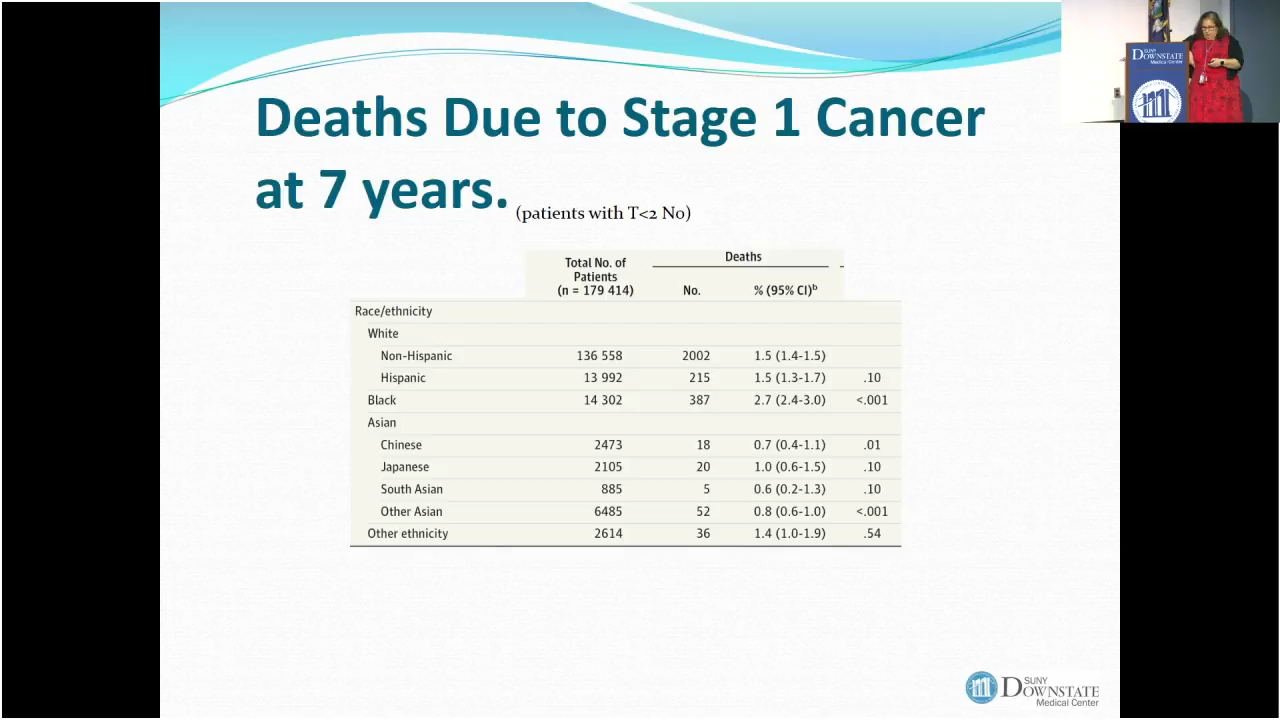 Deaths Due to Stage 1 Cancer
at 7 years. (patients with T<2 No)
Total No. of
Patients
(n = 179 414)
Deaths
No. % (95% CI)b
Race/ethnicity
White
Non-Hispanic 136 558 2002 1.5 (1.4-1.5)
Hispanic 13 992 215 1.5 (1.3-1.7) .10
Black 14 302 387 2.7 (2.4-3.0) <.001
Asian
Chinese 2473 18 0.7 (0.4-1.1) .01
Japanese 2105 20 1.0 (0.6-1.5) .10
South Asian 885 5 0.6 (0.2-1.3) .10
Other Asian 6485 52 0.8 (0.6-1.0) <.001
Other ethnicity 2614 36 1.4 (1.0-1.9) .54
SUNY
DOWNSTATE
Medical Center
SUNY
DOWNSTATE
Medical Center